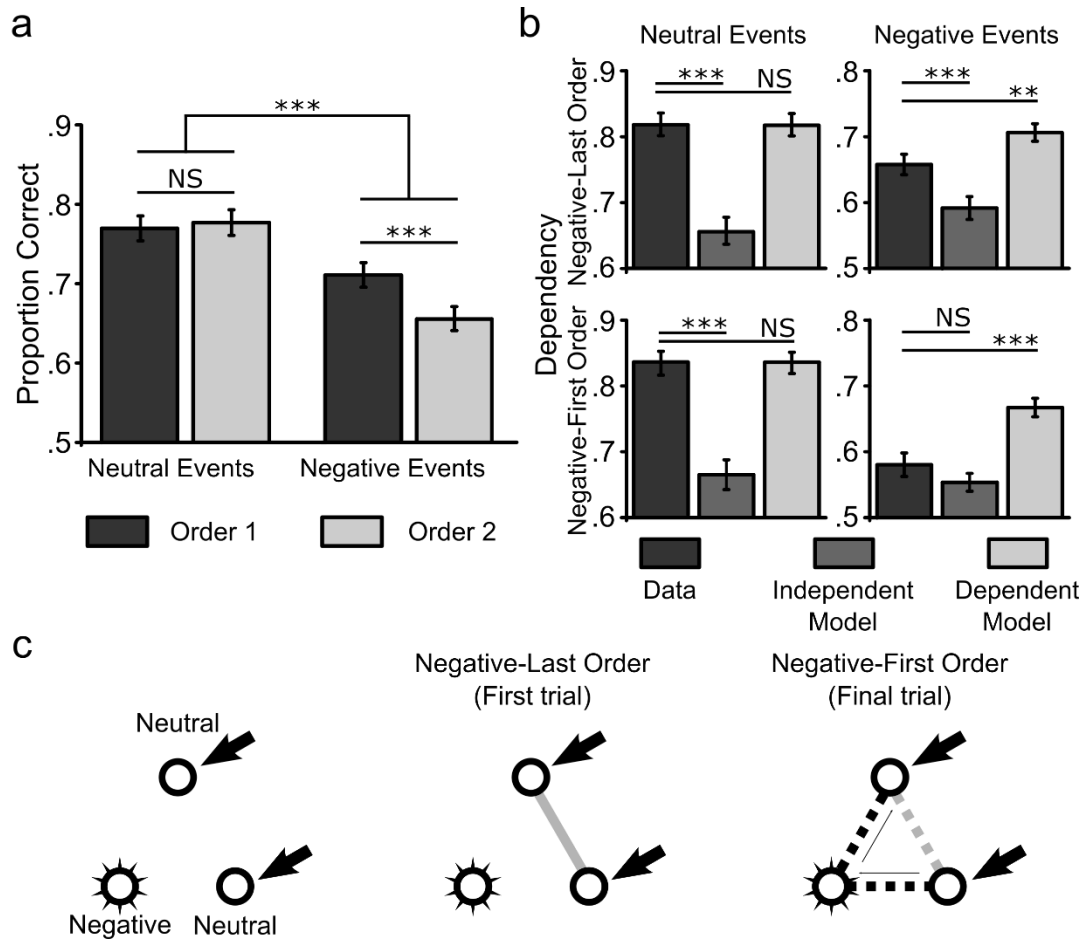 a
***
NS
***
.9
.8
.7
.6
.5
Proportion Correct
Neutral Events
Negative Events
Order 1
Order 2
b
Neutral Events
Negative Events
Dependency
Negative-Last Order
.9
.8
.7
.6
***
NS
.8
.7
.6
.5
***
**
Negative-First Order
.9
.8
.7
.6
***
NS
.8
.7
.6
.5
NS
***
Data
Independent
Model
Dependent
Model
c
Neutral
Negative
Neutral
Negative-Last Order
(First trial)
Negative-First Order
(Final trial)